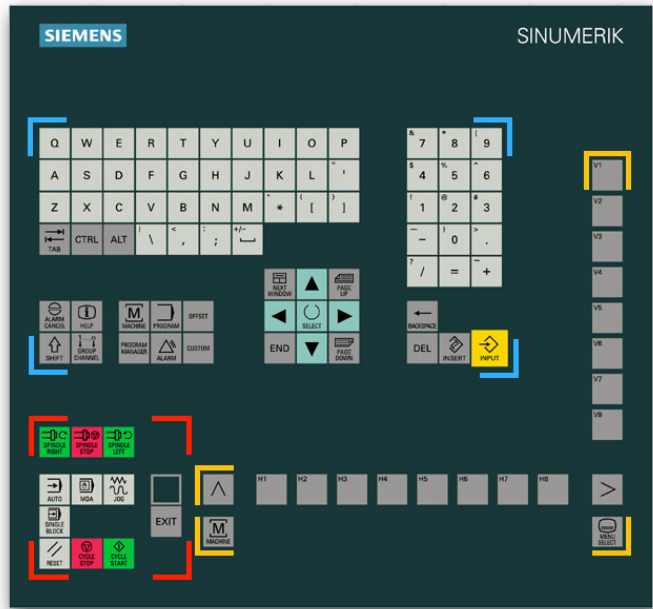 SIEMENS SINUMERIK
Q W E R T Y U I O P & 7 * 8 ( 9
A S D F G H J K L " ' $ 4 % 5 ^ 6
Z X C V B N M ` * ( [ ) ] ! 1 @ 2 # 3
TAB CTRL ALT | \ < , : ; +/- — - ) 0 > .
? / = ~ +
NEXT WINDOW ▲ PAGE UP
ALARM CANCEL HELP MACHINE PROGRAM OFFSET ◀ SELECT ▶ BACKSPACE
SHIFT 1...n GROUP CHANNEL PROGRAM MANAGER ALARM CUSTOM END ▼ PAGE DOWN DEL INSERT INPUT
V1
V2
V3
V4
V5
V6
V7
V8
SPINDLE RIGHT SPINDLE STOP SPINDLE LEFT
AUTO MDA JOG
SINGLE BLOCK EXIT
RESET CYCLE STOP CYCLE START
H1 H2 H3 H4 H5 H6 H7 H8 >
M MACHINE MENU SELECT